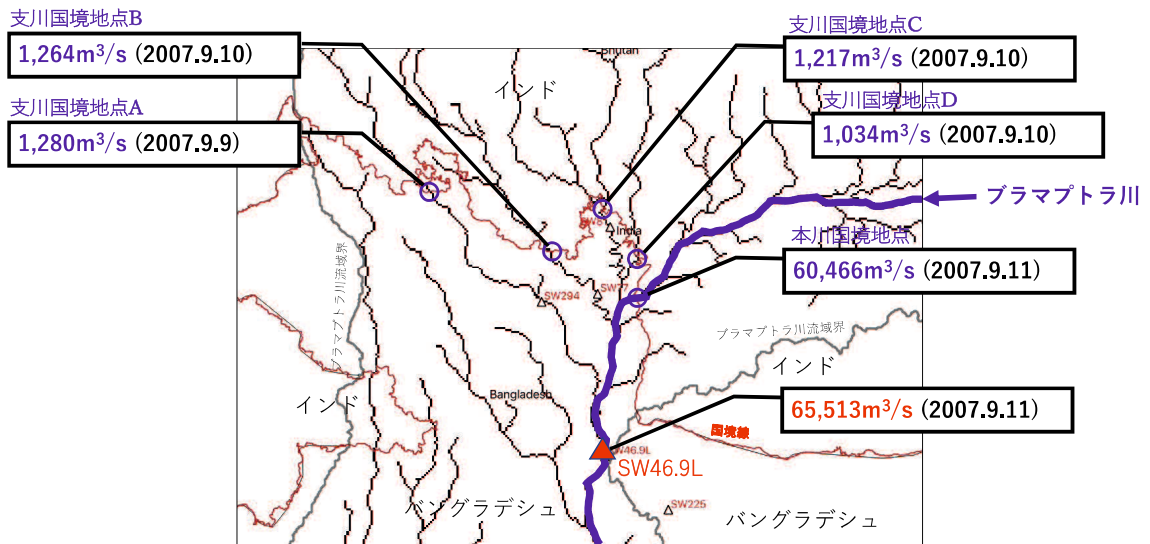 支川国境地点B
1,264m³/s (2007.9.10)
支川国境地点A
1,280m³/s (2007.9.9)
支川国境地点C
1,217m³/s (2007.9.10)
支川国境地点D
1,034m³/s (2007.9.10)
Bhutan
インド
ブラマプトラ川
India
本川国境地点
60,466m³/s (2007.9.11)
ブラマプトラ川流域界
SW294
SW77
ブラマプトラ川流域界
インド
インド
Bangladesh
65,513m³/s (2007.9.11)
国境線
SW46.9L
SW46.9L
SW225
バングラデシュ
バングラデシュ